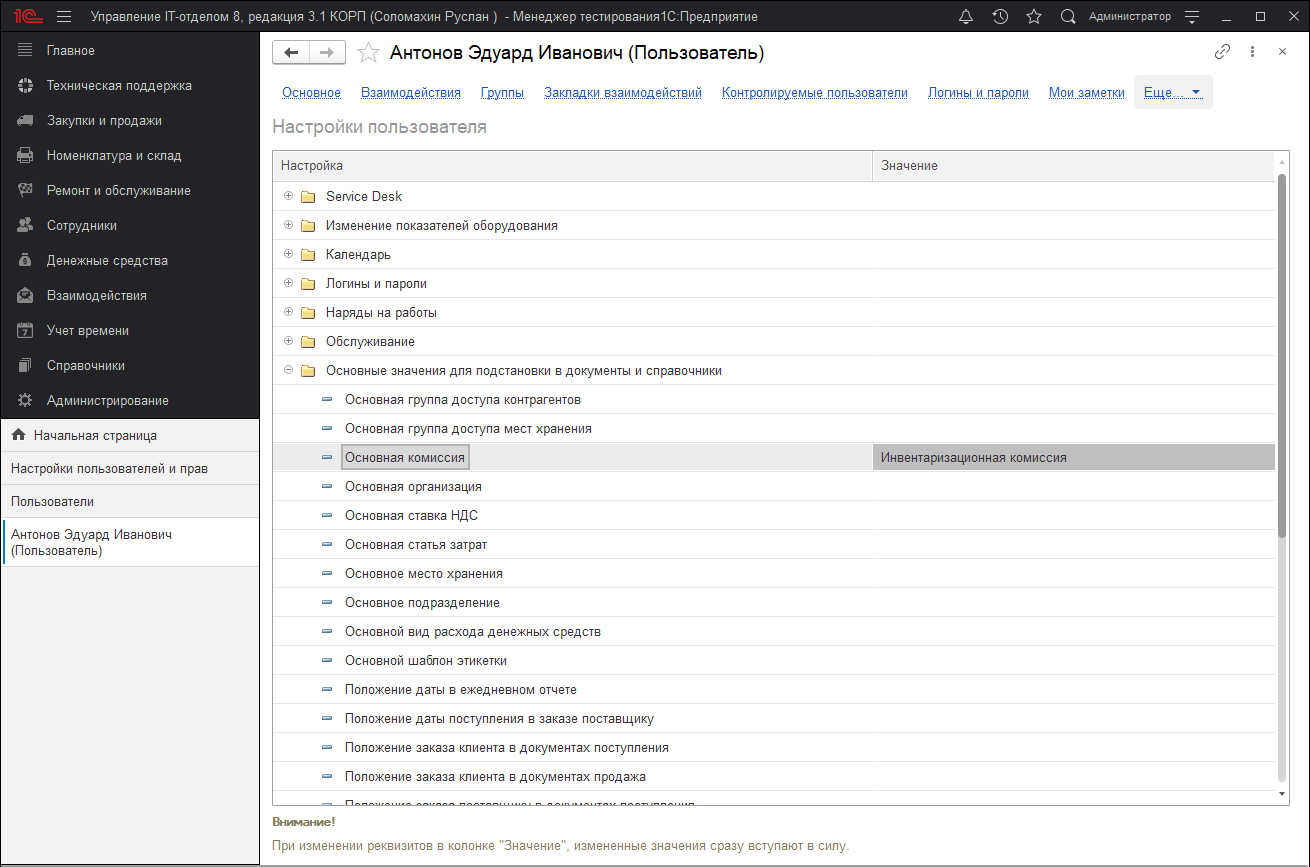 1С Управление IT-отделом 8, редакция 3.1 КОРП (Соломахин Руслан ) - Менеджер тестирования1С:Предприятие Администратор
Главное
Техническая поддержка
Закупки и продажи
Номенклатура и склад
Ремонт и обслуживание
Сотрудники
Денежные средства
Взаимодействия
Учет времени
Справочники
Администрирование
Начальная страница
Настройки пользователей и прав
Пользователи
Антонов Эдуард Иванович
(Пользователь)
Антонов Эдуард Иванович (Пользователь)
Основное Взаимодействия Группы Закладки взаимодействий Контролируемые пользователи Логины и пароли Мои заметки Еще...
Настройки пользователя
Настройка Значение
Service Desk
Изменение показателей оборудования
Календарь
Логины и пароли
Наряды на работы
Обслуживание
Основные значения для подстановки в документы и справочники
Основная группа доступа контрагентов
Основная группа доступа мест хранения
Основная комиссия Инвентаризационная комиссия
Основная организация
Основная ставка НДС
Основная статья затрат
Основное место хранения
Основное подразделение
Основной вид расхода денежных средств
Основной шаблон этикетки
Положение даты в ежедневном отчете
Положение даты поступления в заказе поставщику
Положение заказа клиента в документах поступления
Положение заказа клиента в документах продажа
Положение заказа поставщику в документах поступления
Внимание!
При изменении реквизитов в колонке "Значение", измененные значения сразу вступают в силу.